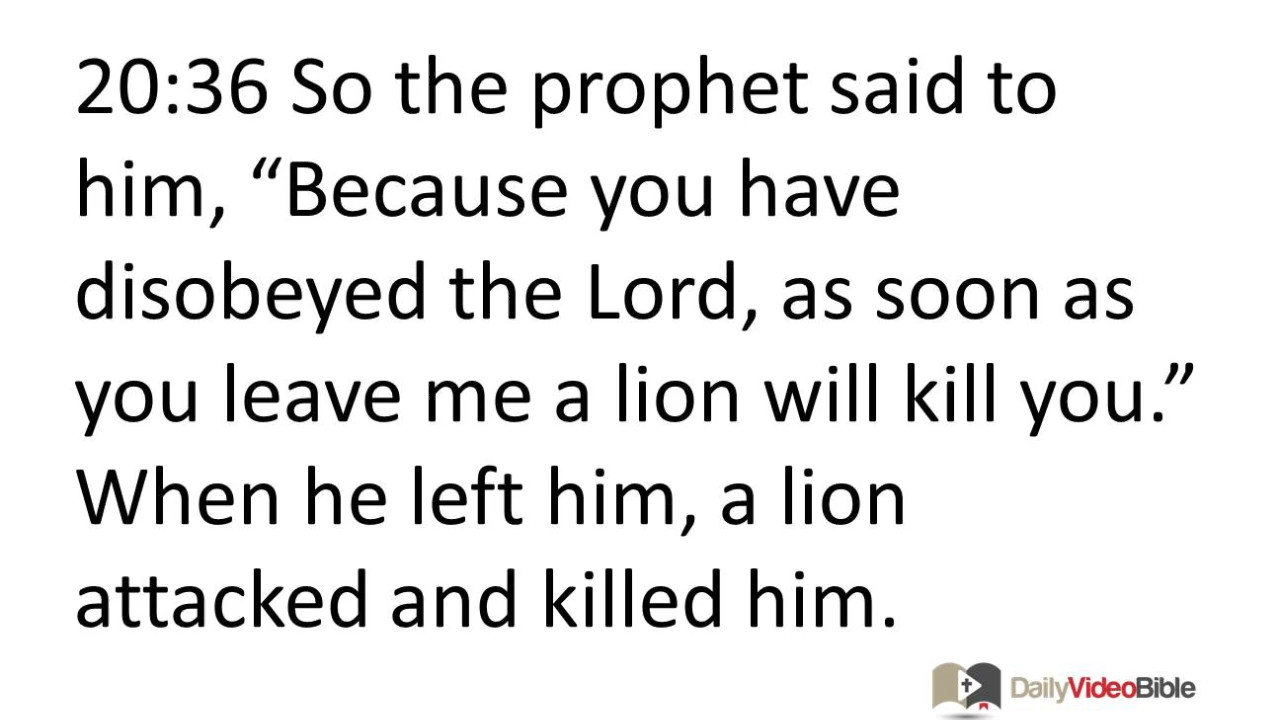 20:36 So the prophet said to
him, “Because you have
disobeyed the Lord, as soon as
you leave me a lion will kill you.”
When he left him, a lion
attacked and killed him.
DailyVideoBible